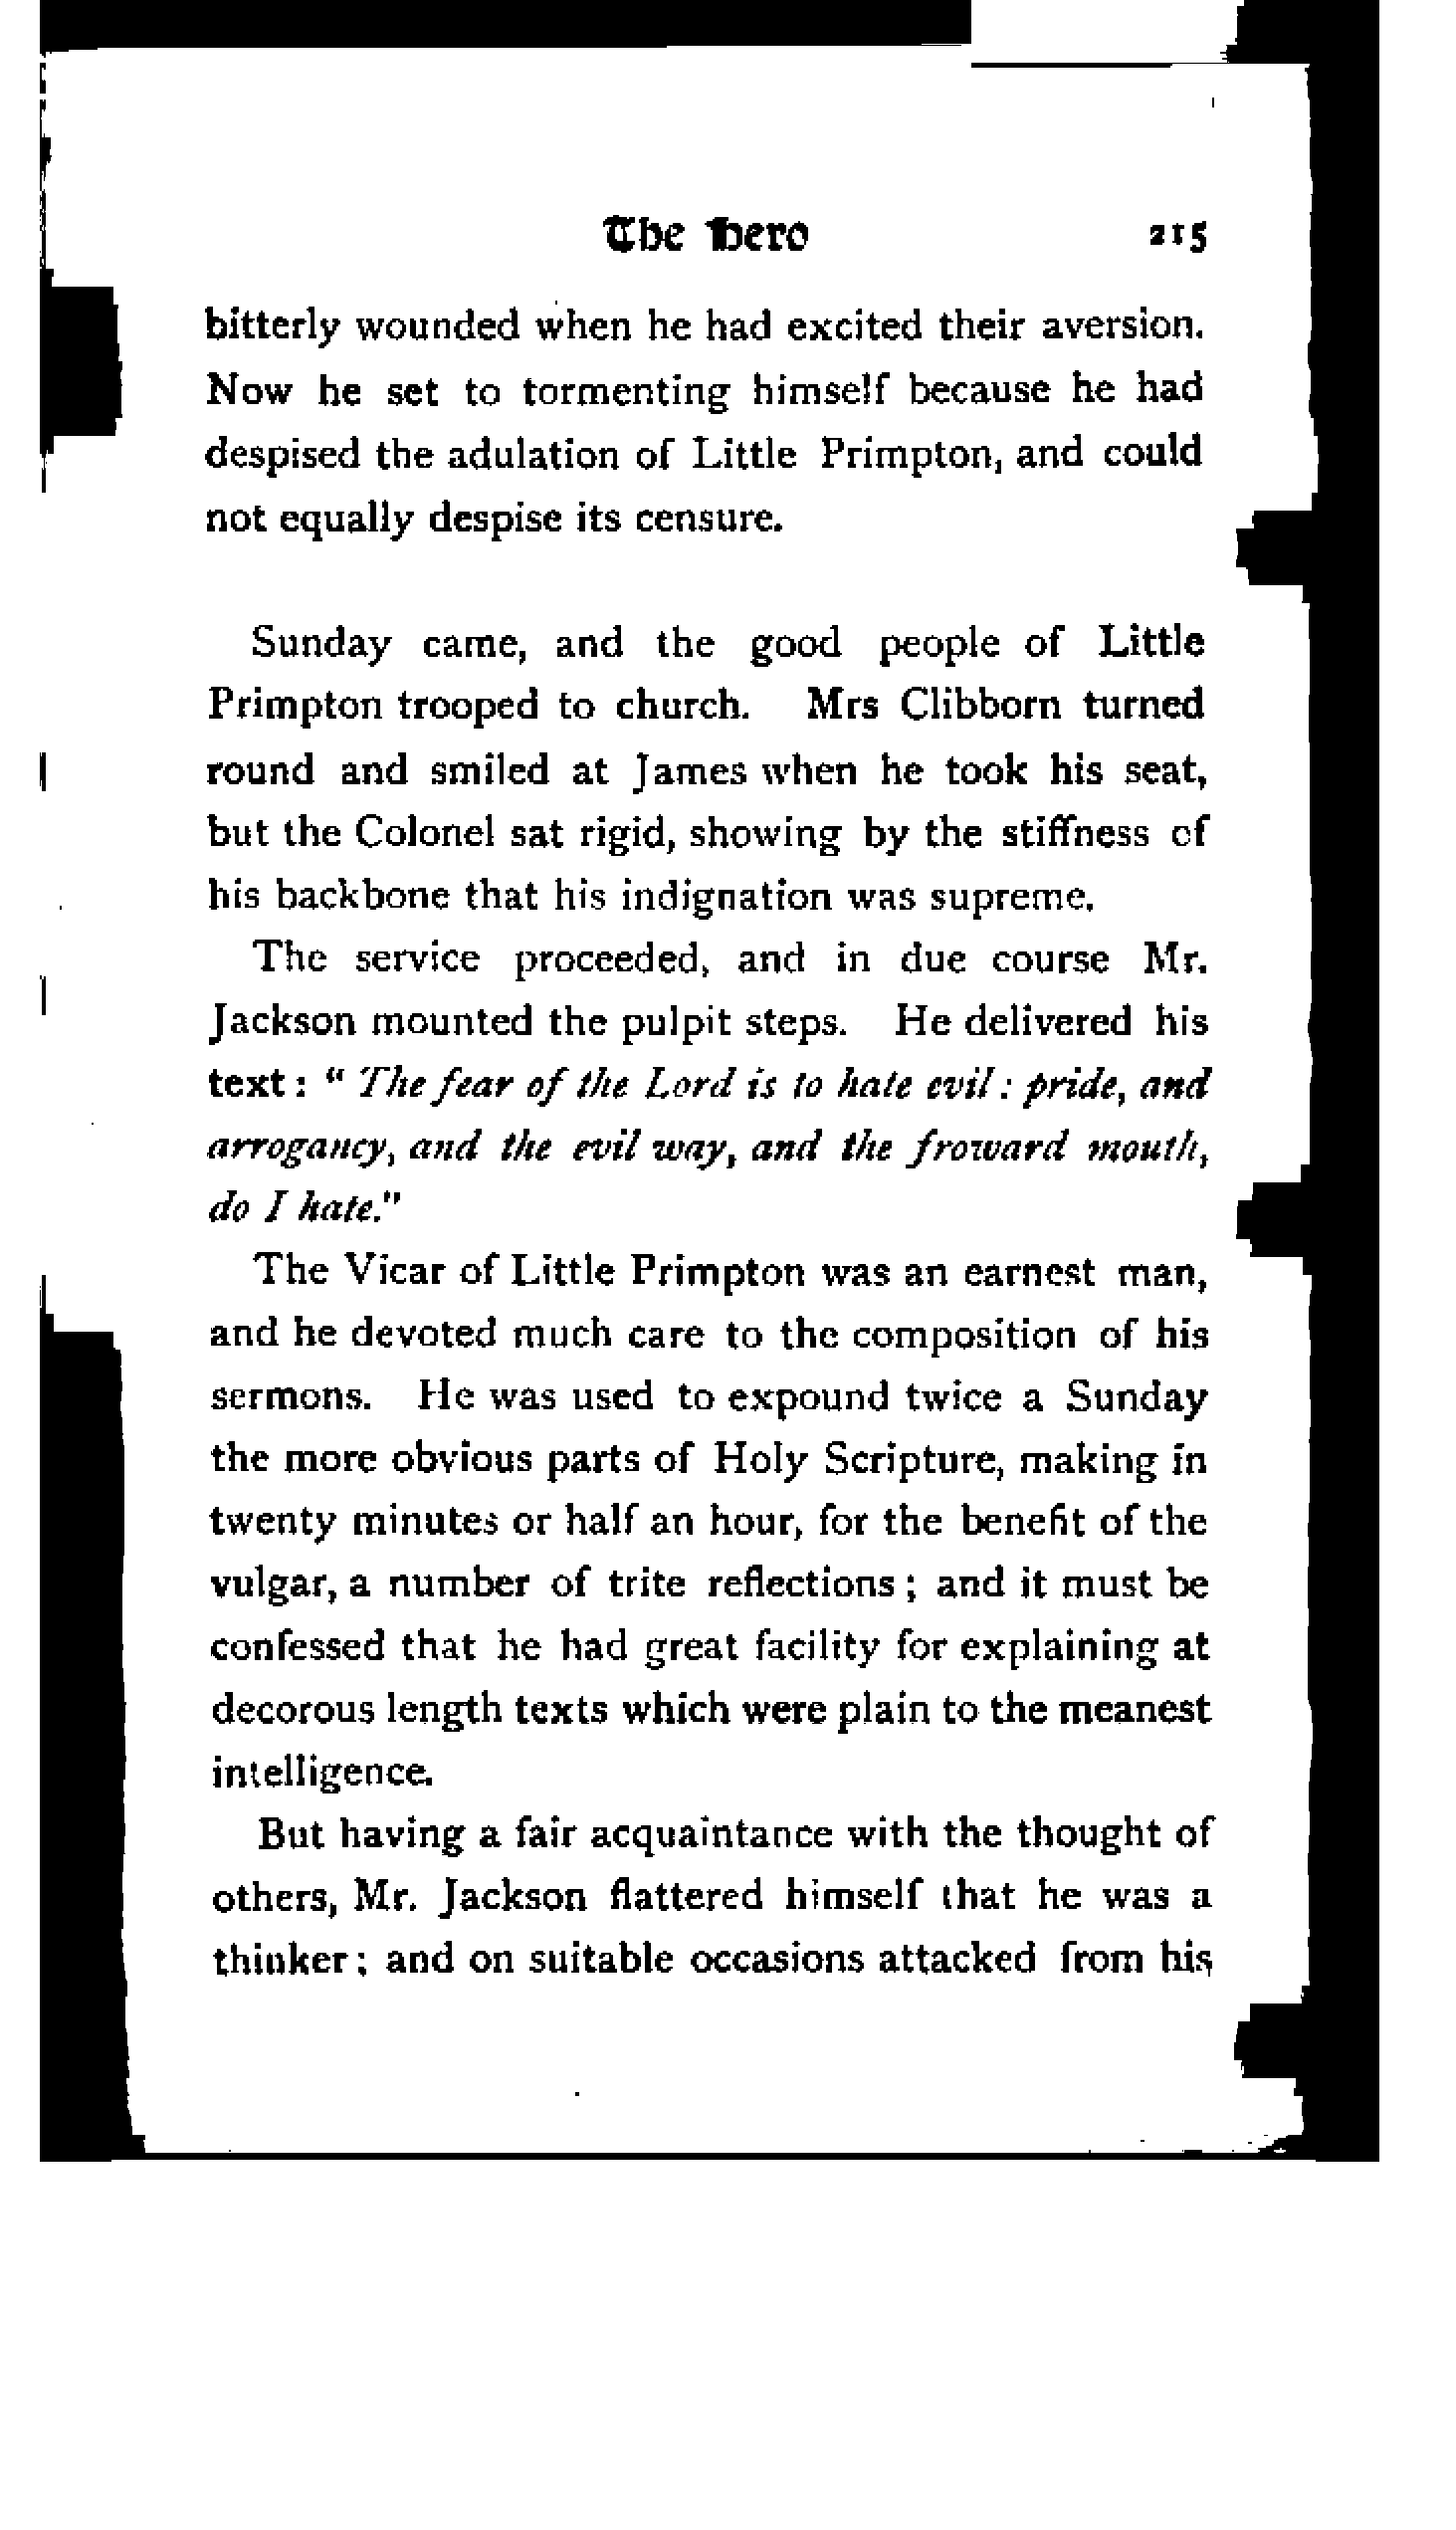 The Hero 215
bitterly wounded when he had excited their aversion.
Now he set to tormenting himself because he had
despised the adulation of Little Primpton, and could
not equally despise its censure.
Sunday came, and the good people of Little
Primpton trooped to church. Mrs Clibborn turned
round and smiled at James when he took his seat,
but the Colonel sat rigid, showing by the stiffness of
his backbone that his indignation was supreme.
The service proceeded, and in due course Mr.
Jackson mounted the pulpit steps. He delivered his
text : “ The fear of the Lord is to hate evil : pride, and
arrogancy, and the evil way, and the froward mouth,
do I hate.”
The Vicar of Little Primpton was an earnest man,
and he devoted much care to the composition of his
sermons. He was used to expound twice a Sunday
the more obvious parts of Holy Scripture, making in
twenty minutes or half an hour, for the benefit of the
vulgar, a number of trite reflections ; and it must be
confessed that he had great facility for explaining at
decorous length texts which were plain to the meanest
intelligence.
But having a fair acquaintance with the thought of
others, Mr. Jackson flattered himself that he was a
thinker ; and on suitable occasions attacked from his